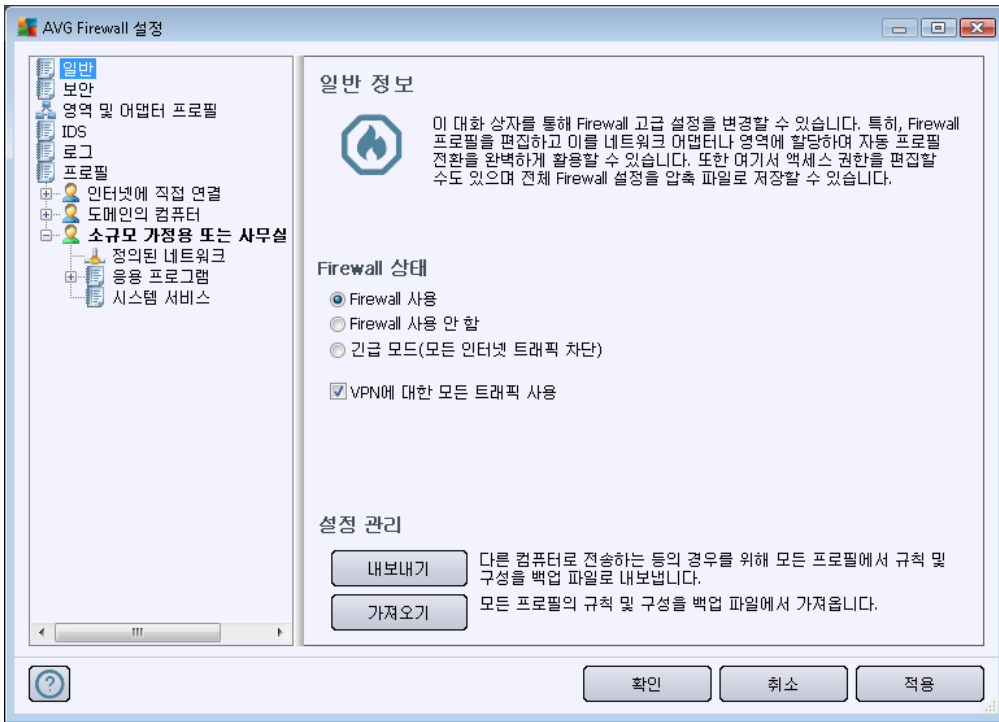 AVG Firewall 설정
일반
보안
영역 및 어댑터 프로필
IDS
로그
프로필
인터넷에 직접 연결
도메인의 컴퓨터
소규모 가정용 또는 사무실
정의된 네트워크
응용 프로그램
시스템 서비스
일반 정보
이 대화 상자를 통해 Firewall 고급 설정을 변경할 수 있습니다. 특히, Firewall
프로필을 편집하고 이를 네트워크 어댑터나 영역에 할당하여 자동 프로필
전환을 완벽하게 활용할 수 있습니다. 또한 여기서 액세스 권한을 편집할
수도 있으며 전체 Firewall 설정을 압축 파일로 저장할 수 있습니다.
Firewall 상태
Firewall 사용
Firewall 사용 안 함
긴급 모드(모든 인터넷 트래픽 차단)
VPN에 대한 모든 트래픽 사용
설정 관리
내보내기
다른 컴퓨터로 전송하는 등의 경우를 위해 모든 프로필에서 규칙 및
구성을 백업 파일로 내보냅니다.
가져오기
모든 프로필의 규칙 및 구성을 백업 파일에서 가져옵니다.
확인
취소
적용